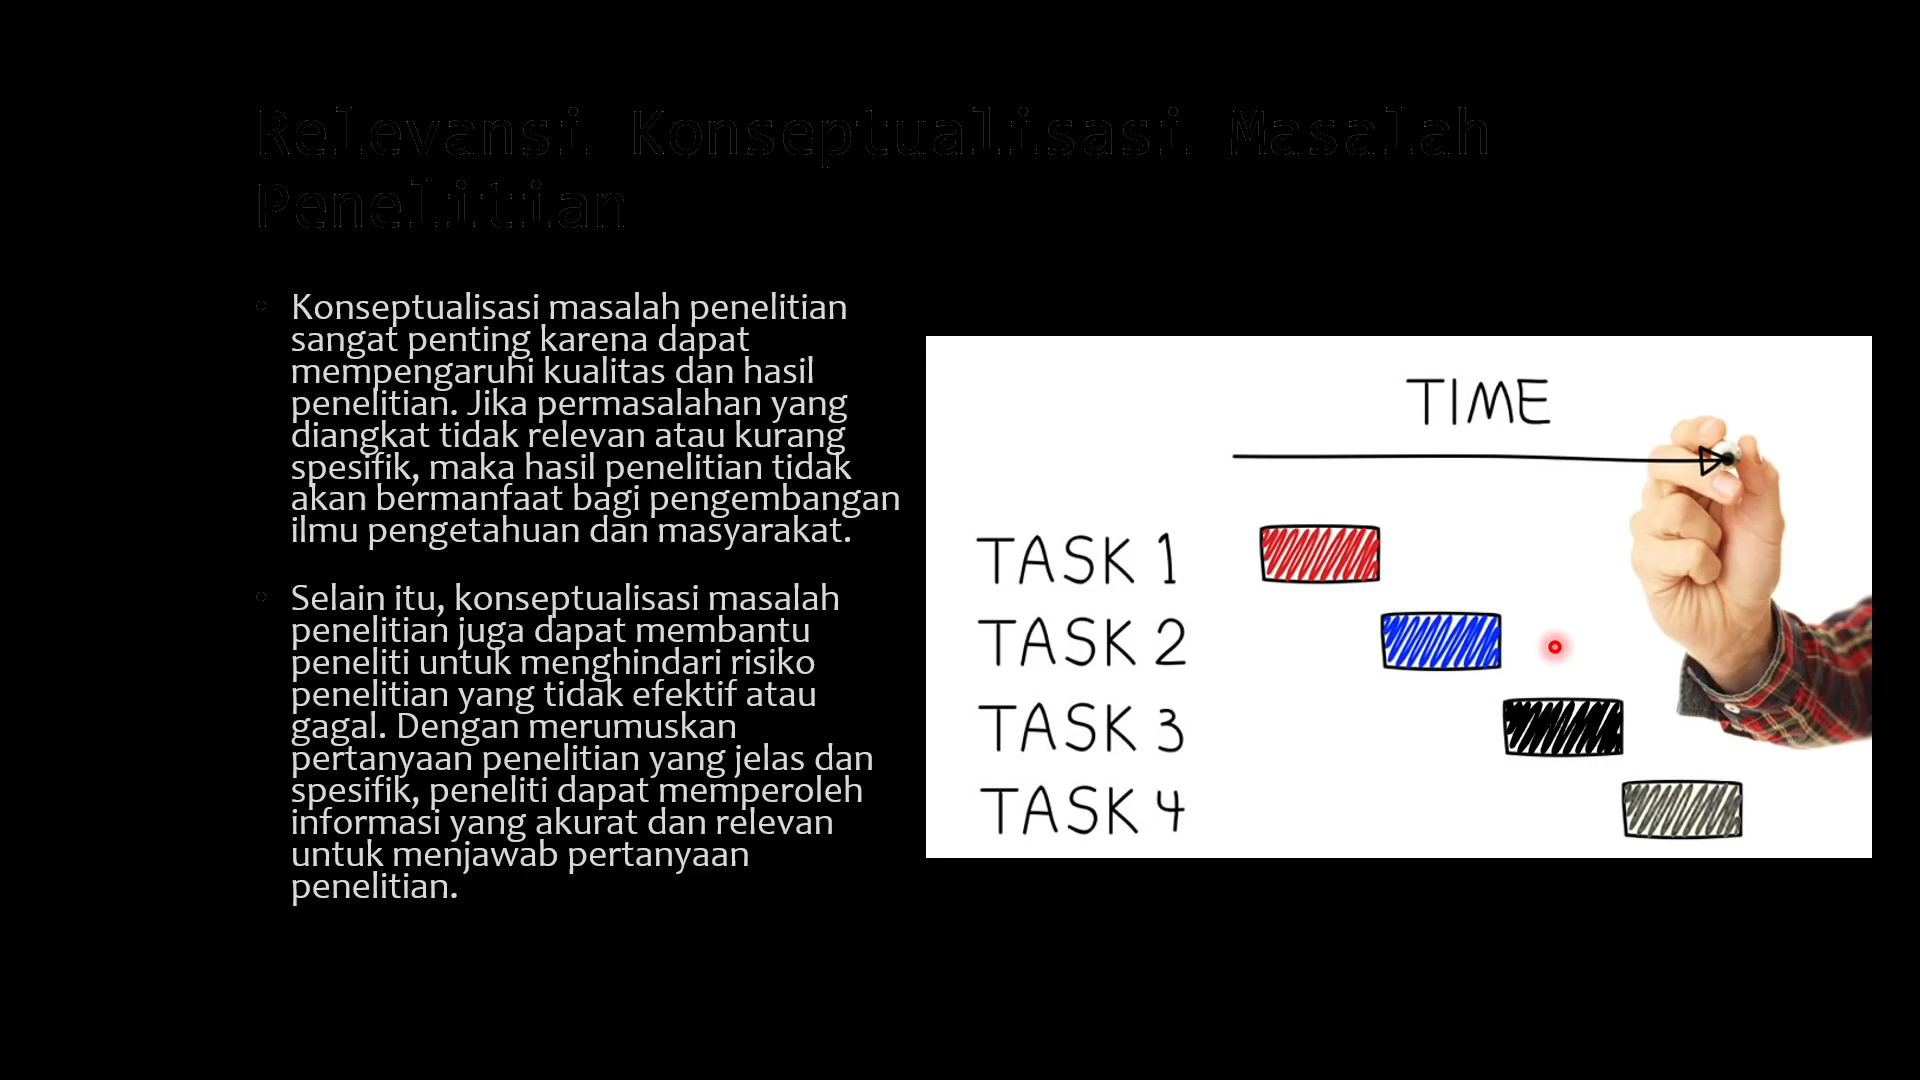 Relevansi Konseptualisasi Masalah
Penelitian
• Konseptualisasi masalah penelitian
sangat penting karena dapat
mempengaruhi kualitas dan hasil
penelitian. Jika permasalahan yang
diangkat tidak relevan atau kurang
spesifik, maka hasil penelitian tidak
akan bermanfaat bagi pengembangan
ilmu pengetahuan dan masyarakat.
• Selain itu, konseptualisasi masalah
penelitian juga dapat membantu
peneliti untuk menghindari risiko
penelitian yang tidak efektif atau
gagal. Dengan merumuskan
pertanyaan penelitian yang jelas dan
spesifik, peneliti dapat memperoleh
informasi yang akurat dan relevan
untuk menjawab pertanyaan
penelitian.
TIME
TASK 1
TASK 2
TASK 3
TASK 4